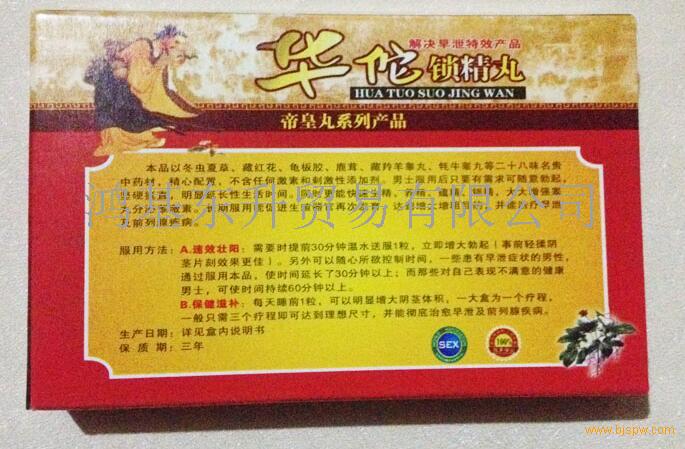 解决早泄特效产品
华佗锁精丸
HUA TUO SUO JING WAN
帝皇丸系列产品
本品以冬虫夏草、藏红花、龟板胶、鹿茸、藏羚羊睾丸、牦牛睾丸等二十八味名贵
中药材，精心配制，不含任何激素和刺激性添加剂。男士服用后只要有需求可随意勃起，
鸿基东升贸易有限公司
及前列腺疾病。
服用方法：A.速效壮阳：需要时提前30分钟温水送服1粒，立即增大勃起（事前轻揉阴
茎片刻效果更佳）。另外可以随心所欲控制时间，一些患有早泄症状的男性，
通过服用本品，使时间延长了30分钟以上；而那些对自己表现不满意的健康
男士，可使时间持续60分钟以上。
B.保健滋补：每天睡前1粒，可以明显增大阴茎体积，一大盒为一个疗程，
一般只需三个疗程即可达到理想尺寸，并能彻底治愈早泄及前列腺疾病。
生产日期：详见盒内说明书
保质期：三年
SEX
100%
www.bjspw.com